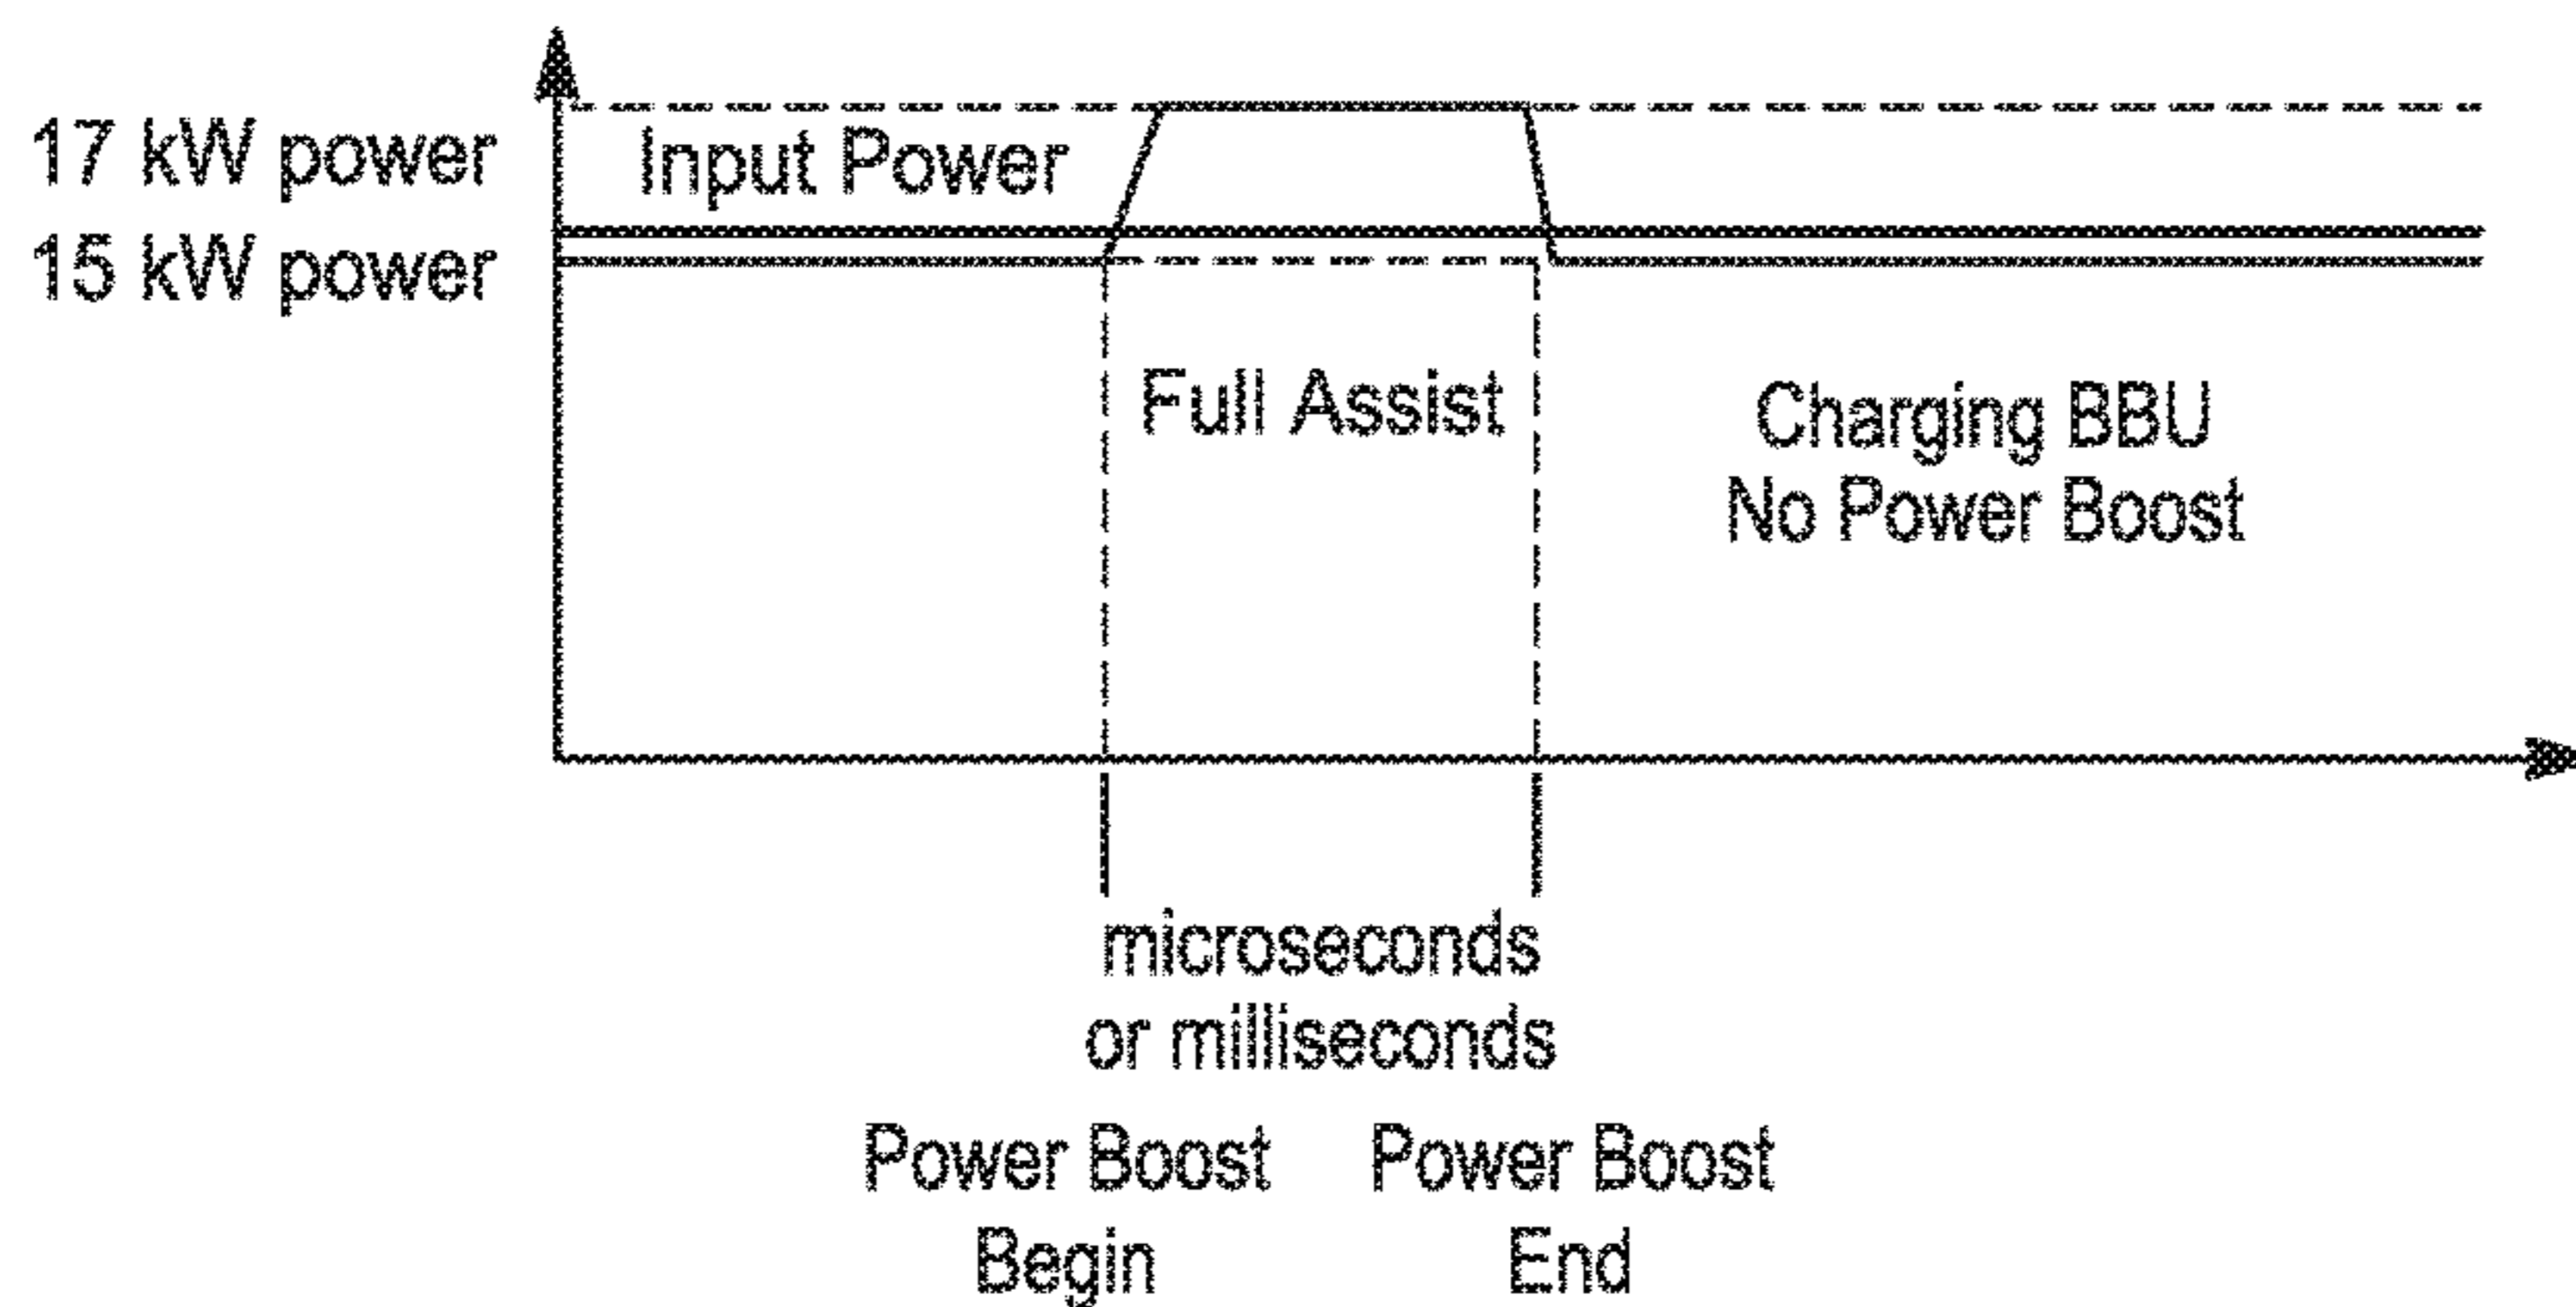 17 kW power
Input Power
15 kW power
Full Assist
Charging BBU
No Power Boost
microseconds
or milliseconds
Power Boost
Begin
Power Boost
End